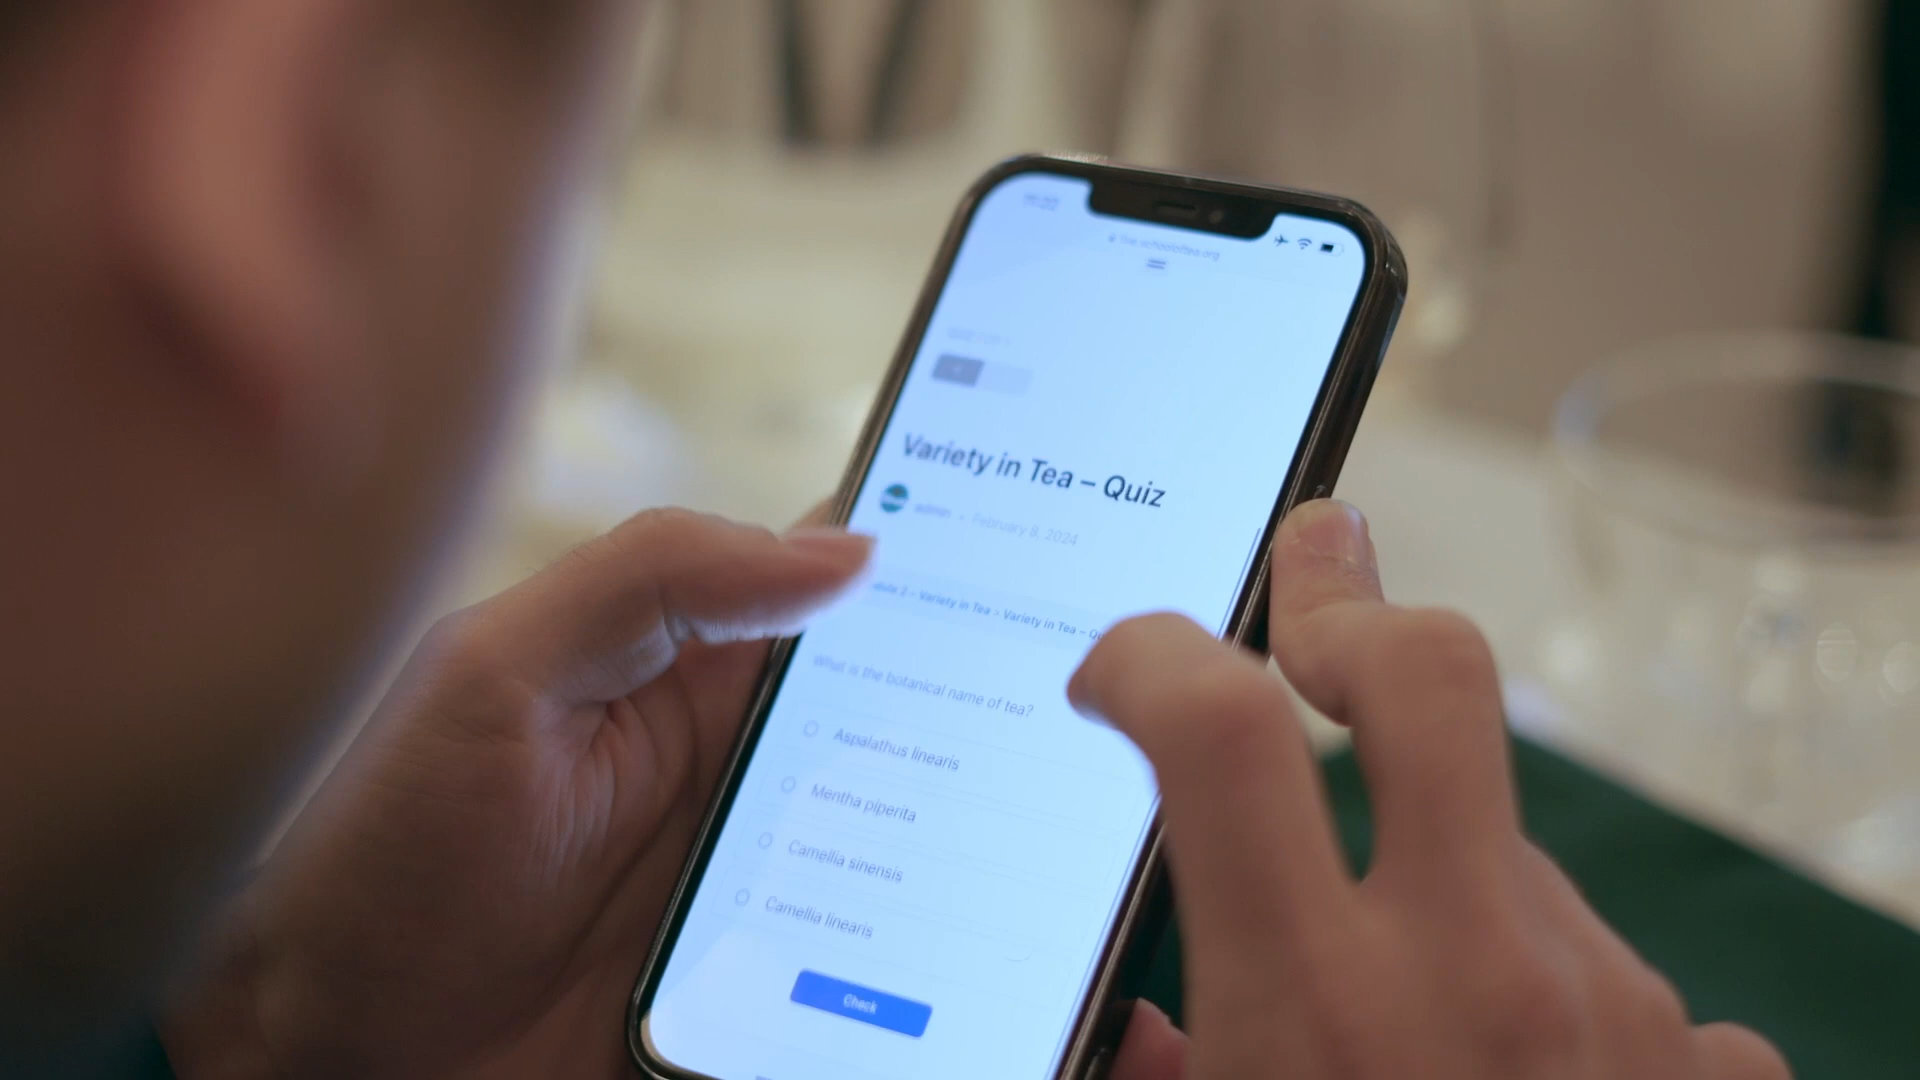 Variety in Tea – Quiz
admin • February 8, 2024
2 – Variety in Tea > Variety in Tea –
What is the botanical name of tea?
Aspalathus linearis
Mentha piperita
Camellia sinensis
Camellia linearis
Check